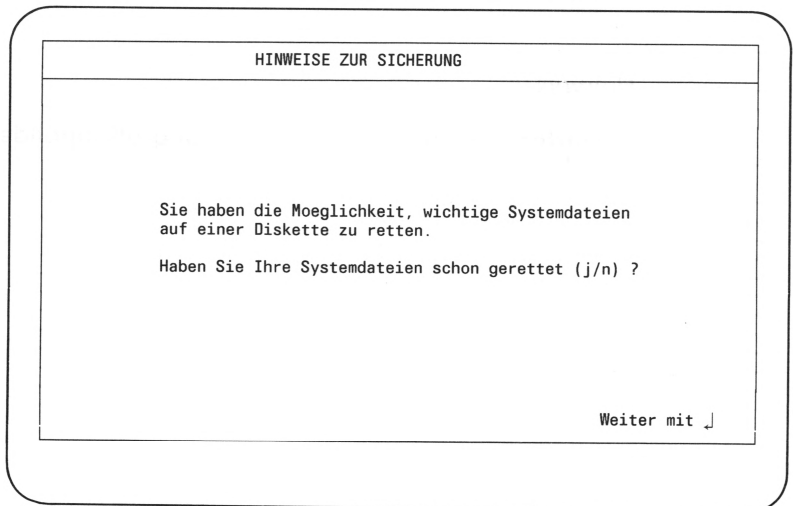 HINWEISE ZUR SICHERUNG
Sie haben die Moeglichkeit, wichtige Systemdateien
auf einer Diskette zu retten.
Haben Sie Ihre Systemdateien schon gerettet (j/n) ?
Weiter mit ↵